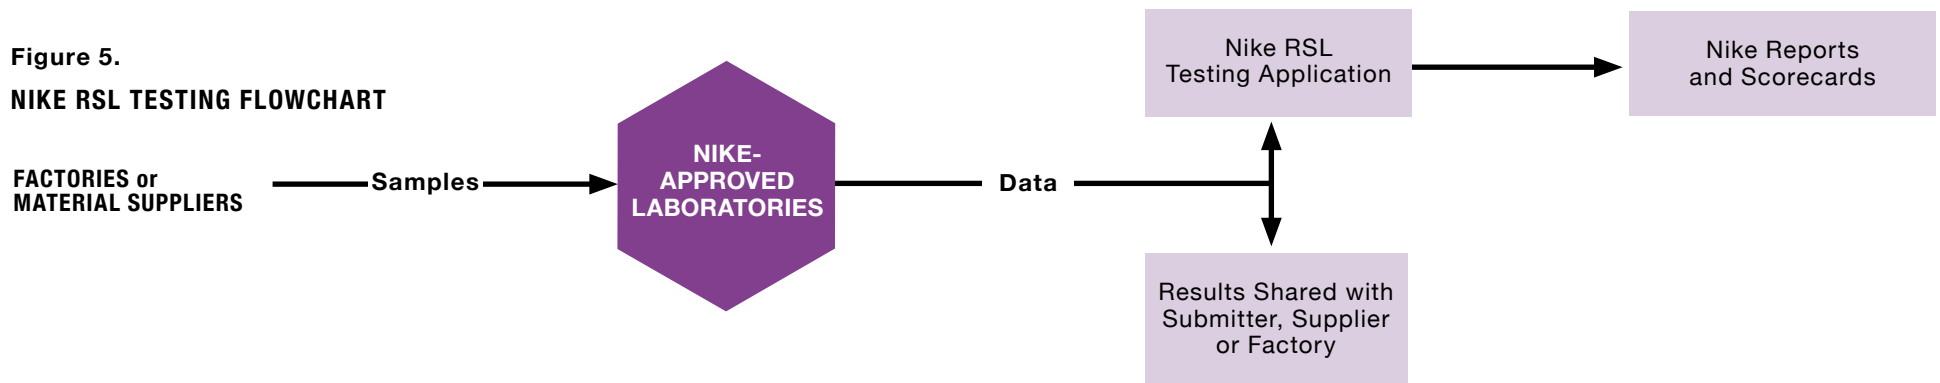 Figure 5.
NIKE RSL TESTING FLOWCHART
FACTORIES or
MATERIAL SUPPLIERS
Samples
NIKE-
APPROVED
LABORATORIES
Data
Nike RSL
Testing Application
Nike Reports
and Scorecards
Results Shared with
Submitter, Supplier
or Factory